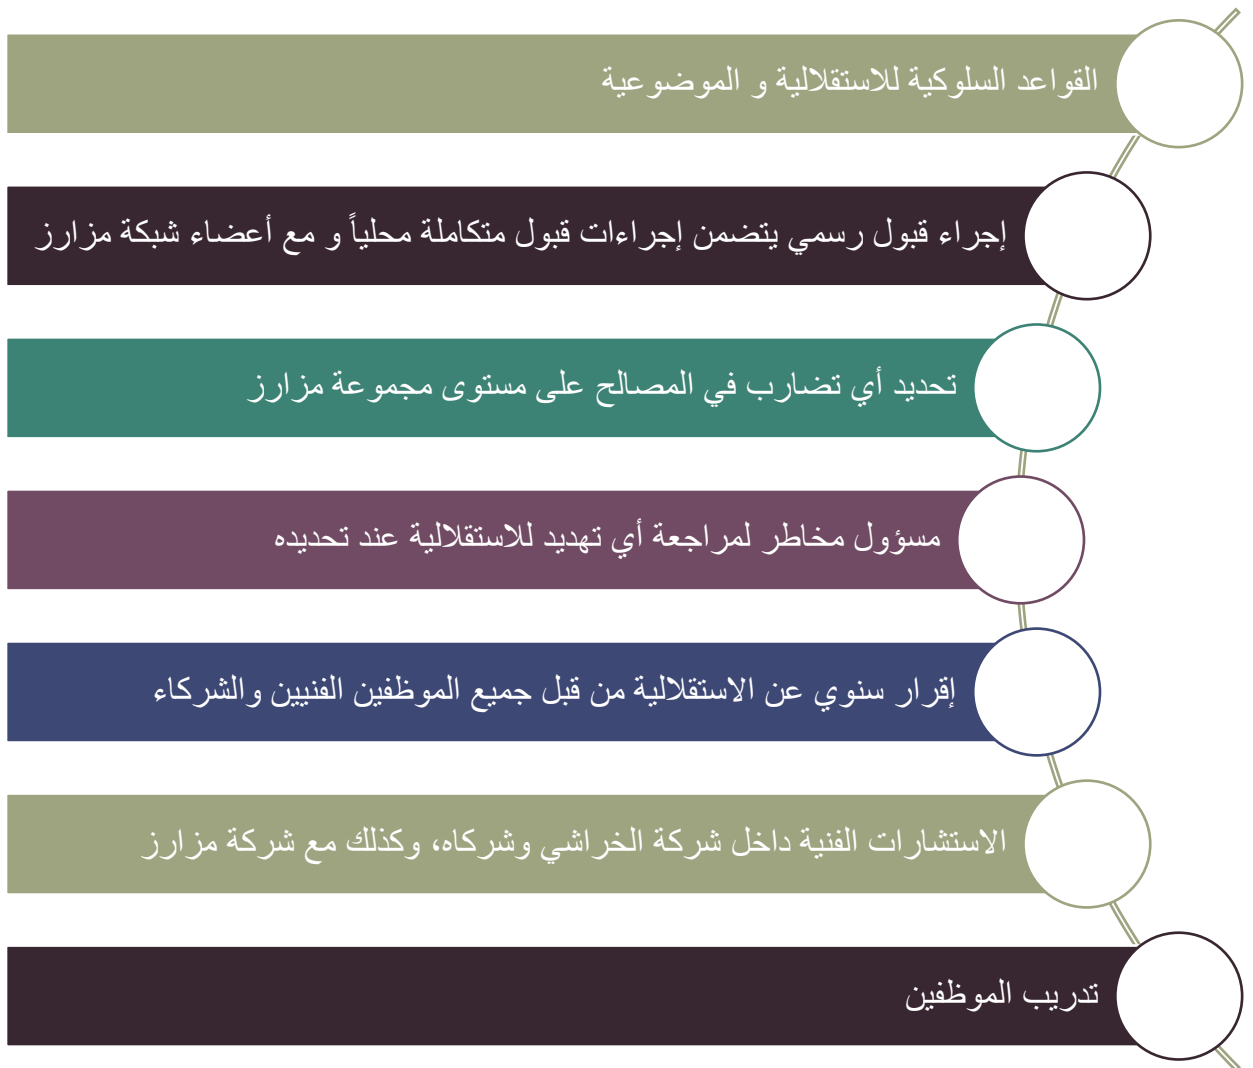 القواعد السلوكية للاستقلالية و الموضوعية
إجراء قبول رسمي يتضمن إجراءات قبول متكاملة محلياً و مع أعضاء شبكة مزارز
تحديد أي تضارب في المصالح على مستوى مجموعة مزارز
مسؤول مخاطر لمراجعة أي تهديد للاستقلالية عند تحديده
إقرار سنوي عن الاستقلالية من قبل جميع الموظفين الفنيين والشركاء
الاستشارات الفنية داخل شركة الخراشي وشركاه، وكذلك مع شركة مزارز
تدريب الموظفين